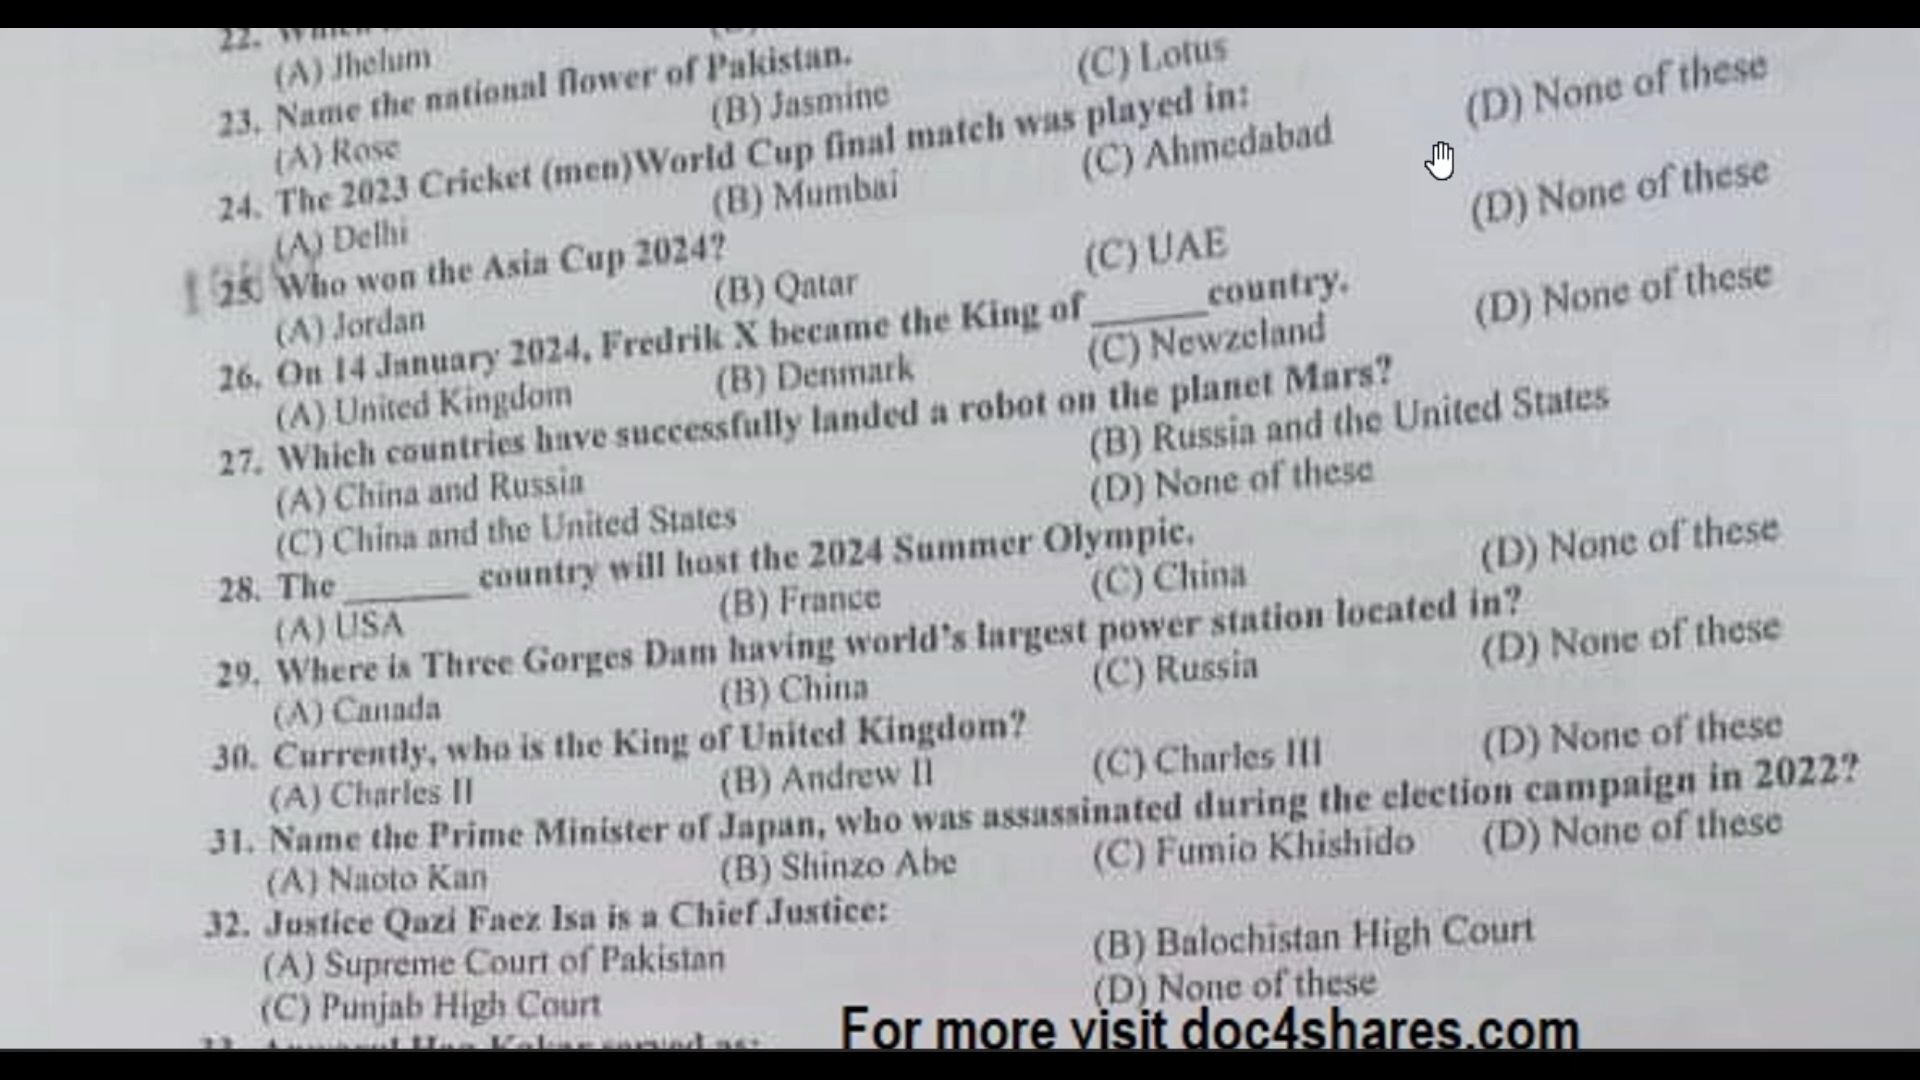 22.
(A) Jhelum
23. Name the national flower of Pakistan.
(A) Rose (B) Jasmine (C) Lotus (D) None of these
24. The 2023 Cricket (men)World Cup final match was played in:
(A) Delhi (B) Mumbai (C) Ahmedabad (D) None of these
25. Who won the Asia Cup 2024?
(A) Jordan (B) Qatar (C) UAE (D) None of these
26. On 14 January 2024, Fredrik X became the King of ______country.
(A) United Kingdom (B) Denmark (C) Newzeland
27. Which countries have successfully landed a robot on the planet Mars?
(A) China and Russia (B) Russia and the United States
(C) China and the United States (D) None of these
28. The ______ country will host the 2024 Summer Olympic.
(A) USA (B) France (C) China (D) None of these
29. Where is Three Gorges Dam having world's largest power station located in?
(A) Canada (B) China (C) Russia (D) None of these
30. Currently, who is the King of United Kingdom?
(A) Charles II (B) Andrew II (C) Charles III (D) None of these
31. Name the Prime Minister of Japan, who was assassinated during the election campaign in 2022?
(A) Naoto Kan (B) Shinzo Abe (C) Fumio Khishido (D) None of these
32. Justice Qazi Faez Isa is a Chief Justice:
(A) Supreme Court of Pakistan (B) Balochistan High Court
(C) Punjab High Court (D) None of these
For more visit doc4shares.com